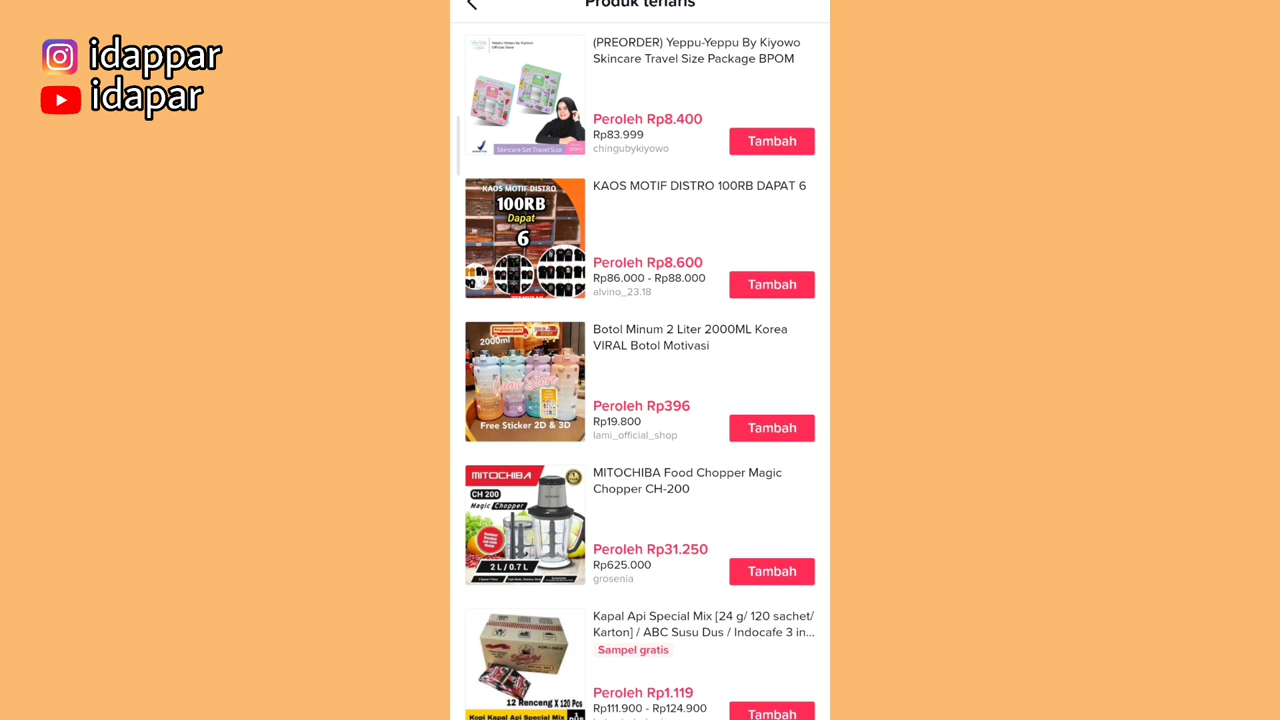 idappar
idapar
Produk terlaris
(PREORDER) Yeppu-Yeppu By Kiyowo
Skincare Travel Size Package BPOM
Peroleh Rp8.400
Rp83.999
chingubykiyowo
Tambah
Skincare Set Travel Size
KAOS MOTIF DISTRO 100RB DAPAT 6
Peroleh Rp8.600
Rp86.000 - Rp88.000
alvino_23.18
Tambah
KAOS MOTIF DISTRO
100RB
Dapat
6
Botol Minum 2 Liter 2000ML Korea
VIRAL Botol Motivasi
Peroleh Rp396
Rp19.800
lami_official_shop
Tambah
2000ml
Free Sticker 2D & 3D
MITOCHIBA Food Chopper Magic
Chopper CH-200
Peroleh Rp31.250
Rp625.000
grosenia
Tambah
MITOCHIBA
CH 200
Magic Chopper
2 L / 0.7 L
Kapal Api Special Mix [24 g/ 120 sachet/
Karton] / ABC Susu Dus / Indocafe 3 in...
Sampel gratis
Peroleh Rp1.119
Rp111.900 - Rp124.900
Tambah
12 Renceng X 120 Pcs
Kopi Kapal Api Special Mix